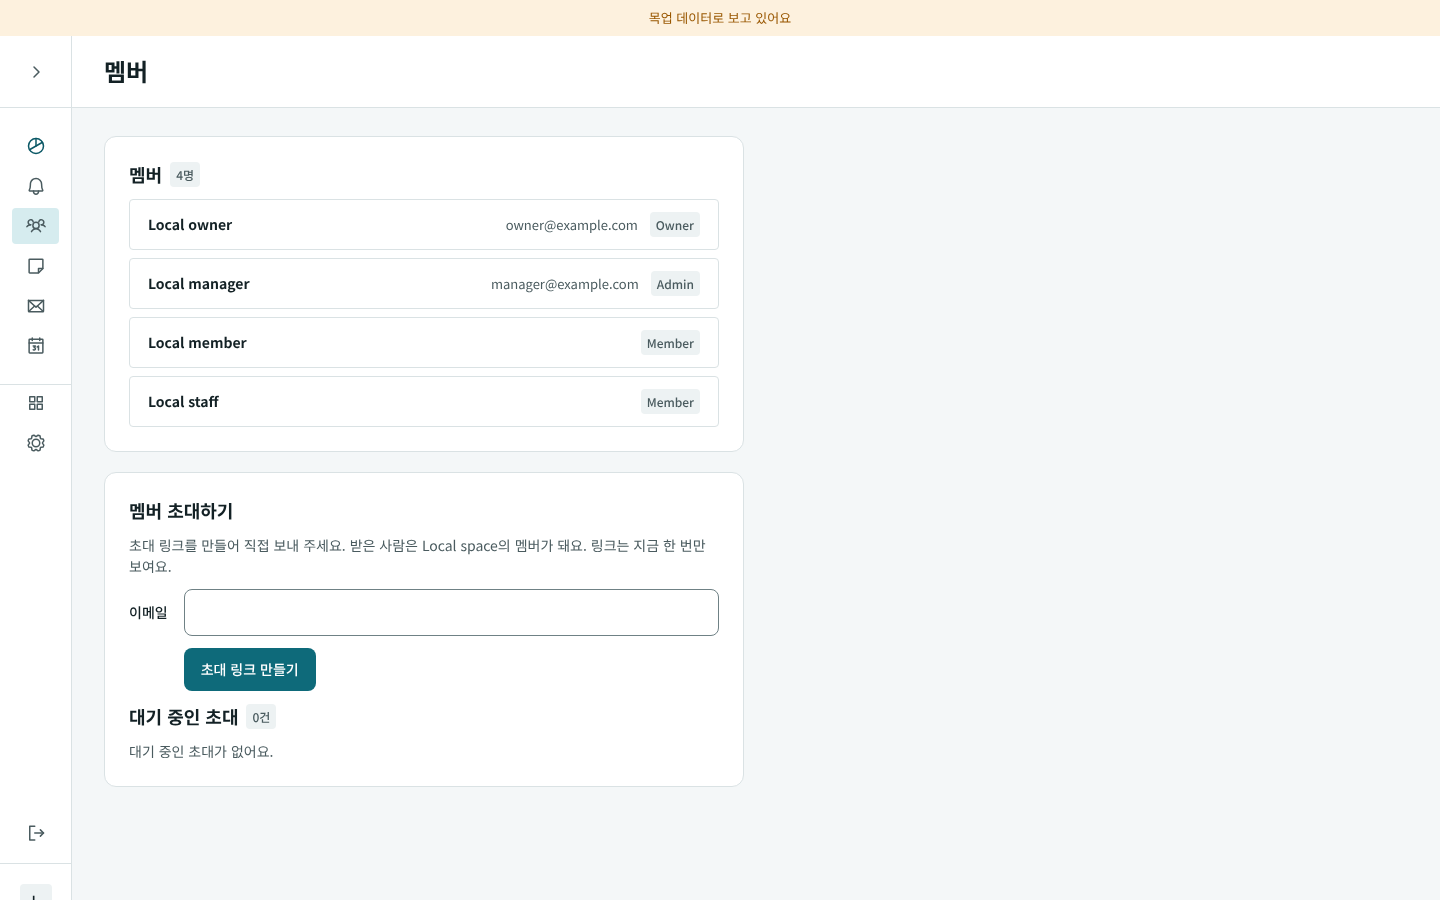 목업 데이터로 보고 있어요
멤버
멤버 4명
Local owner owner@example.com Owner
Local manager manager@example.com Admin
31
Local member Member
Local staff Member
멤버 초대하기
초대 링크를 만들어 직접 보내 주세요. 받은 사람은 Local space의 멤버가 돼요. 링크는 지금 한 번만
보여요.
이메일
초대 링크 만들기
대기 중인 초대 0건
대기 중인 초대가 없어요.